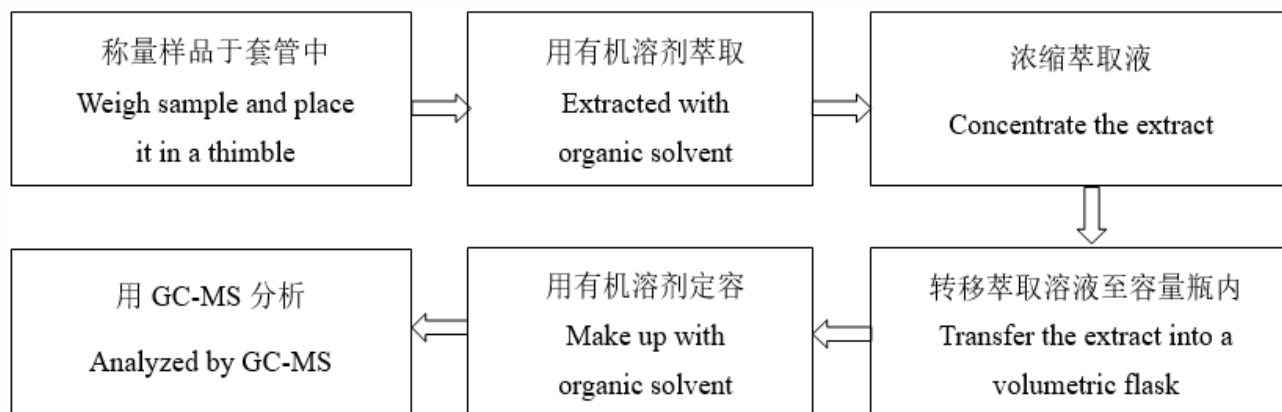 称量样品于套管中
Weigh sample and place
it in a thimble
用有机溶剂萃取
Extracted with
organic solvent
浓缩萃取液
Concentrate the extract
转移萃取溶液至容量瓶内
Transfer the extract into a
volumetric flask
用有机溶剂定容
Make up with
organic solvent
用 GC-MS 分析
Analyzed by GC-MS